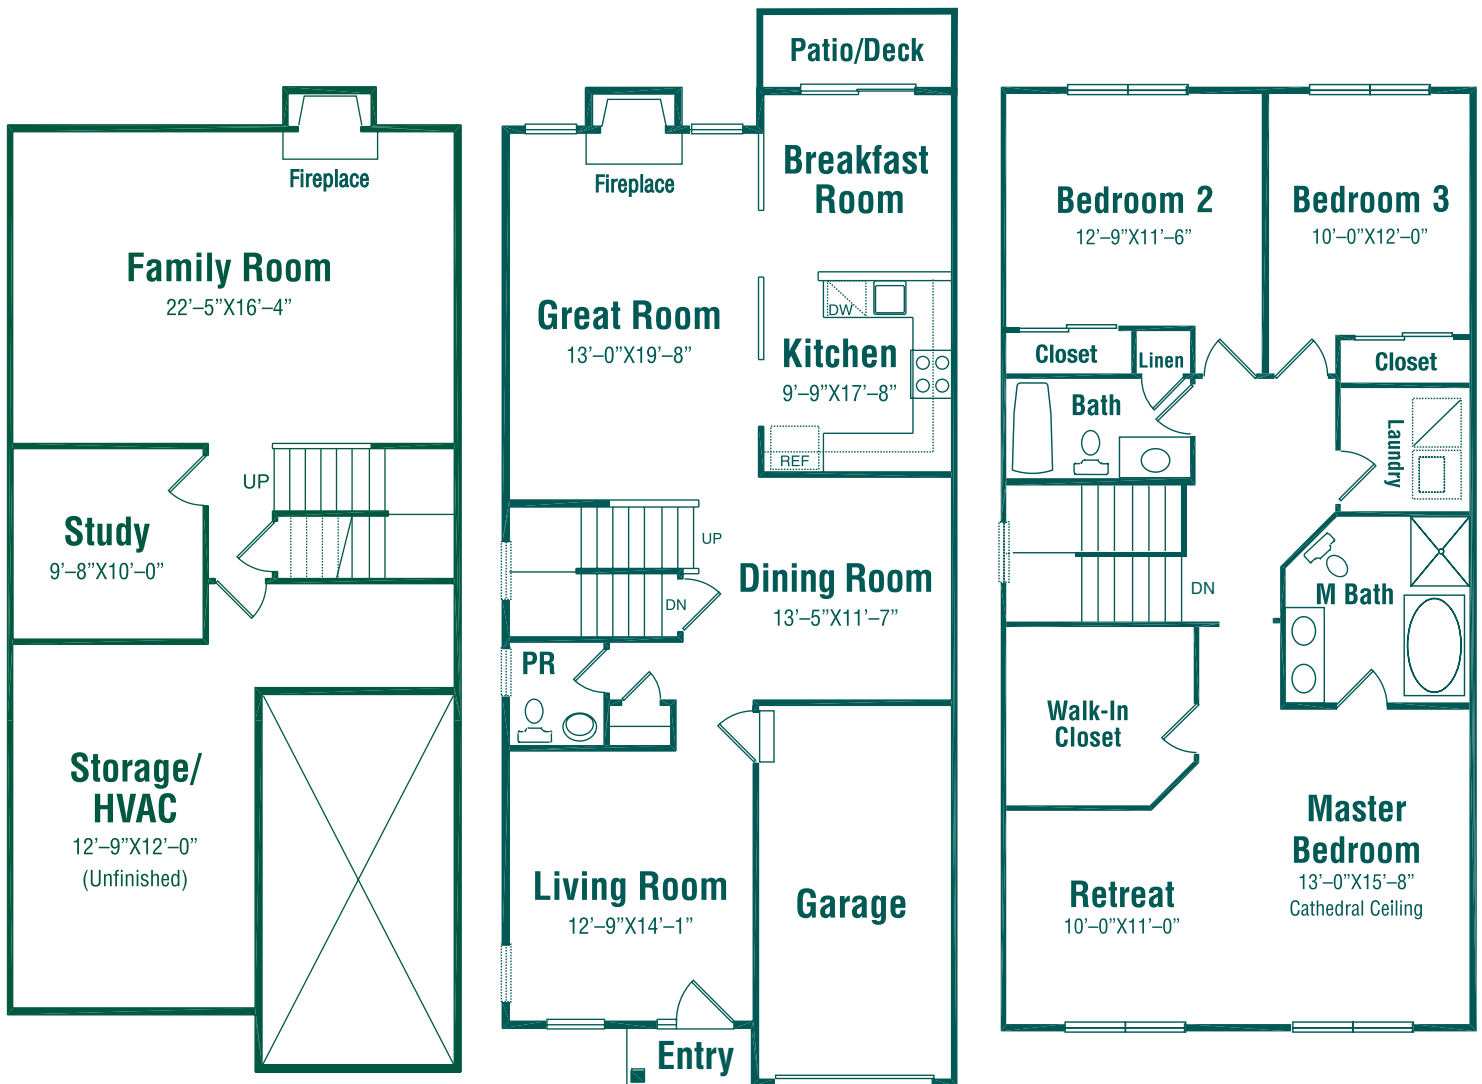 Fireplace
Family Room
22’–5”X16’–4”
UP
Study
9’–8”X10’–0”
Storage/
HVAC
12’–9”X12’–0”
(Unfinished)
Patio/Deck
Breakfast
Room
Fireplace
Great Room
13’–0”X19’–8”
DW
Kitchen
9’–9”X17’–8”
REF
UP
Dining Room
13’–5”X11’–7”
DN
PR
Living Room
12’–9”X14’–1”
Garage
Entry
Bedroom 2
12’–9”X11’–6”
Bedroom 3
10’–0”X12’–0”
Closet
Linen
Closet
Bath
Laundry
DN
M Bath
Walk-In
Closet
Master
Bedroom
13’–0”X15’–8”
Cathedral Ceiling
Retreat
10’–0”X11’–0”